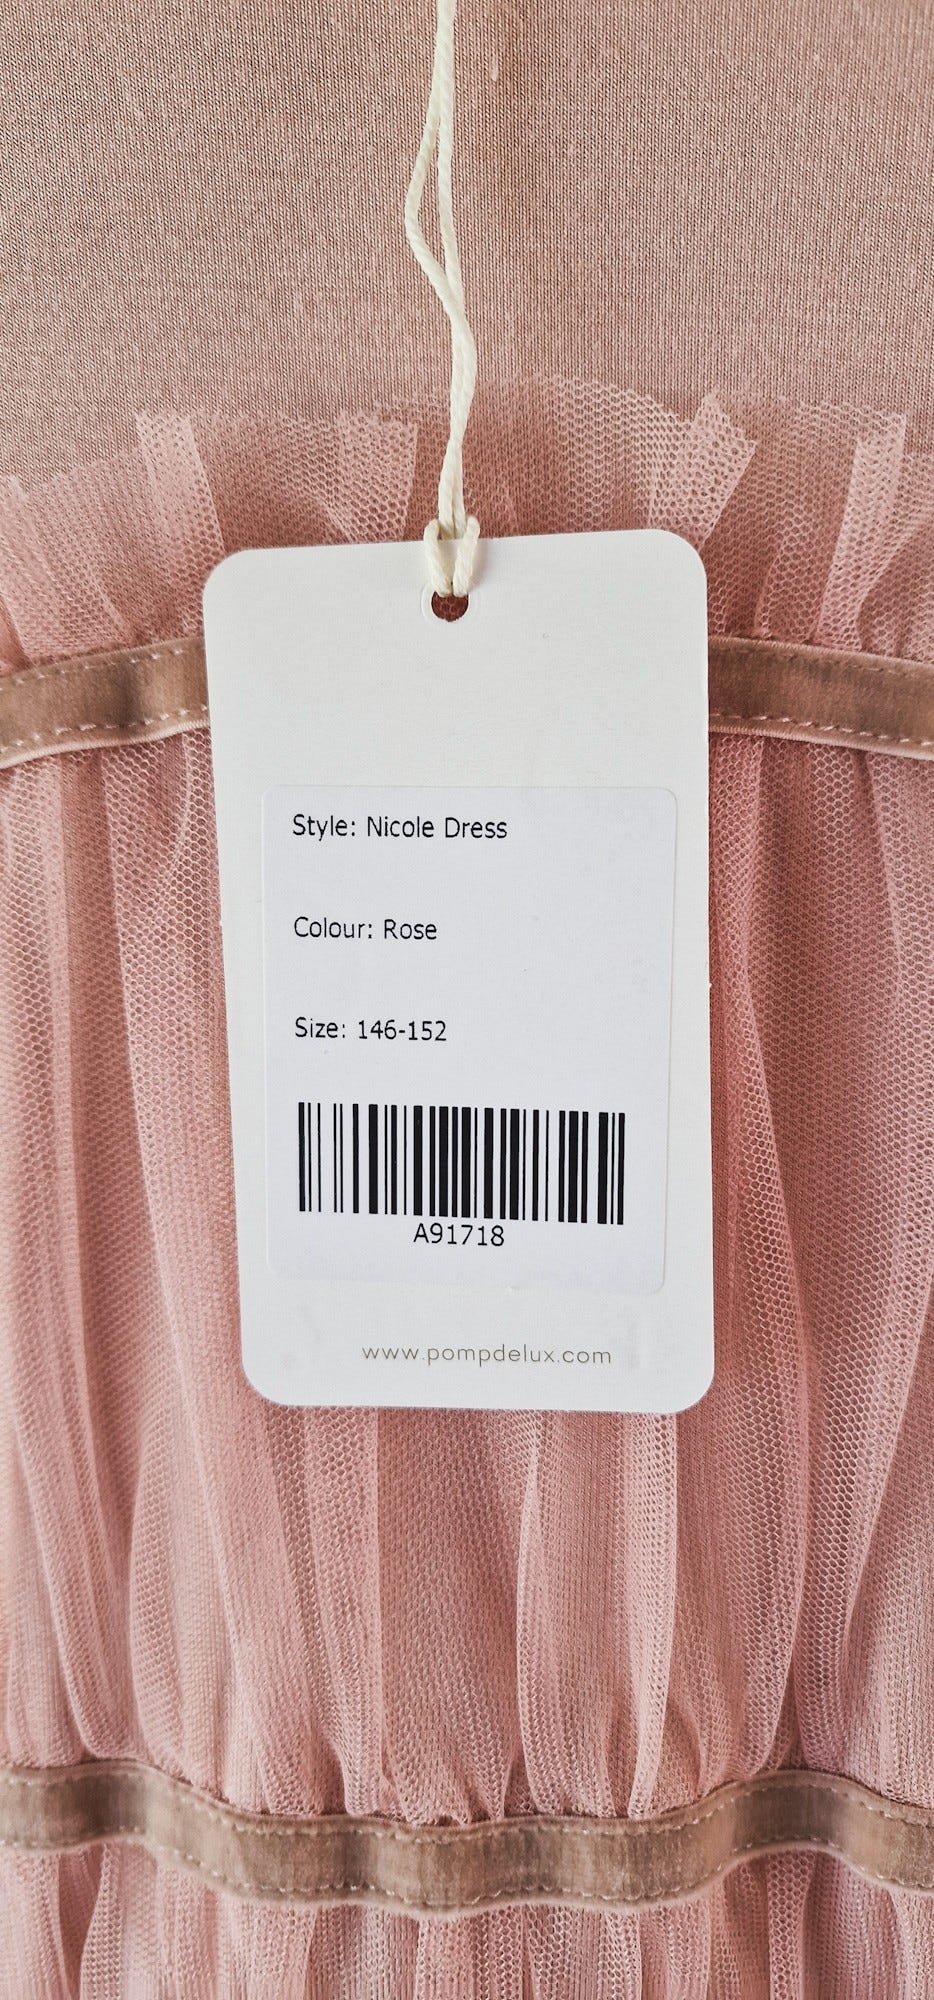 Style: Nicole Dress
Colour: Rose
Size: 146-152
A91718
www.pompdelux.com